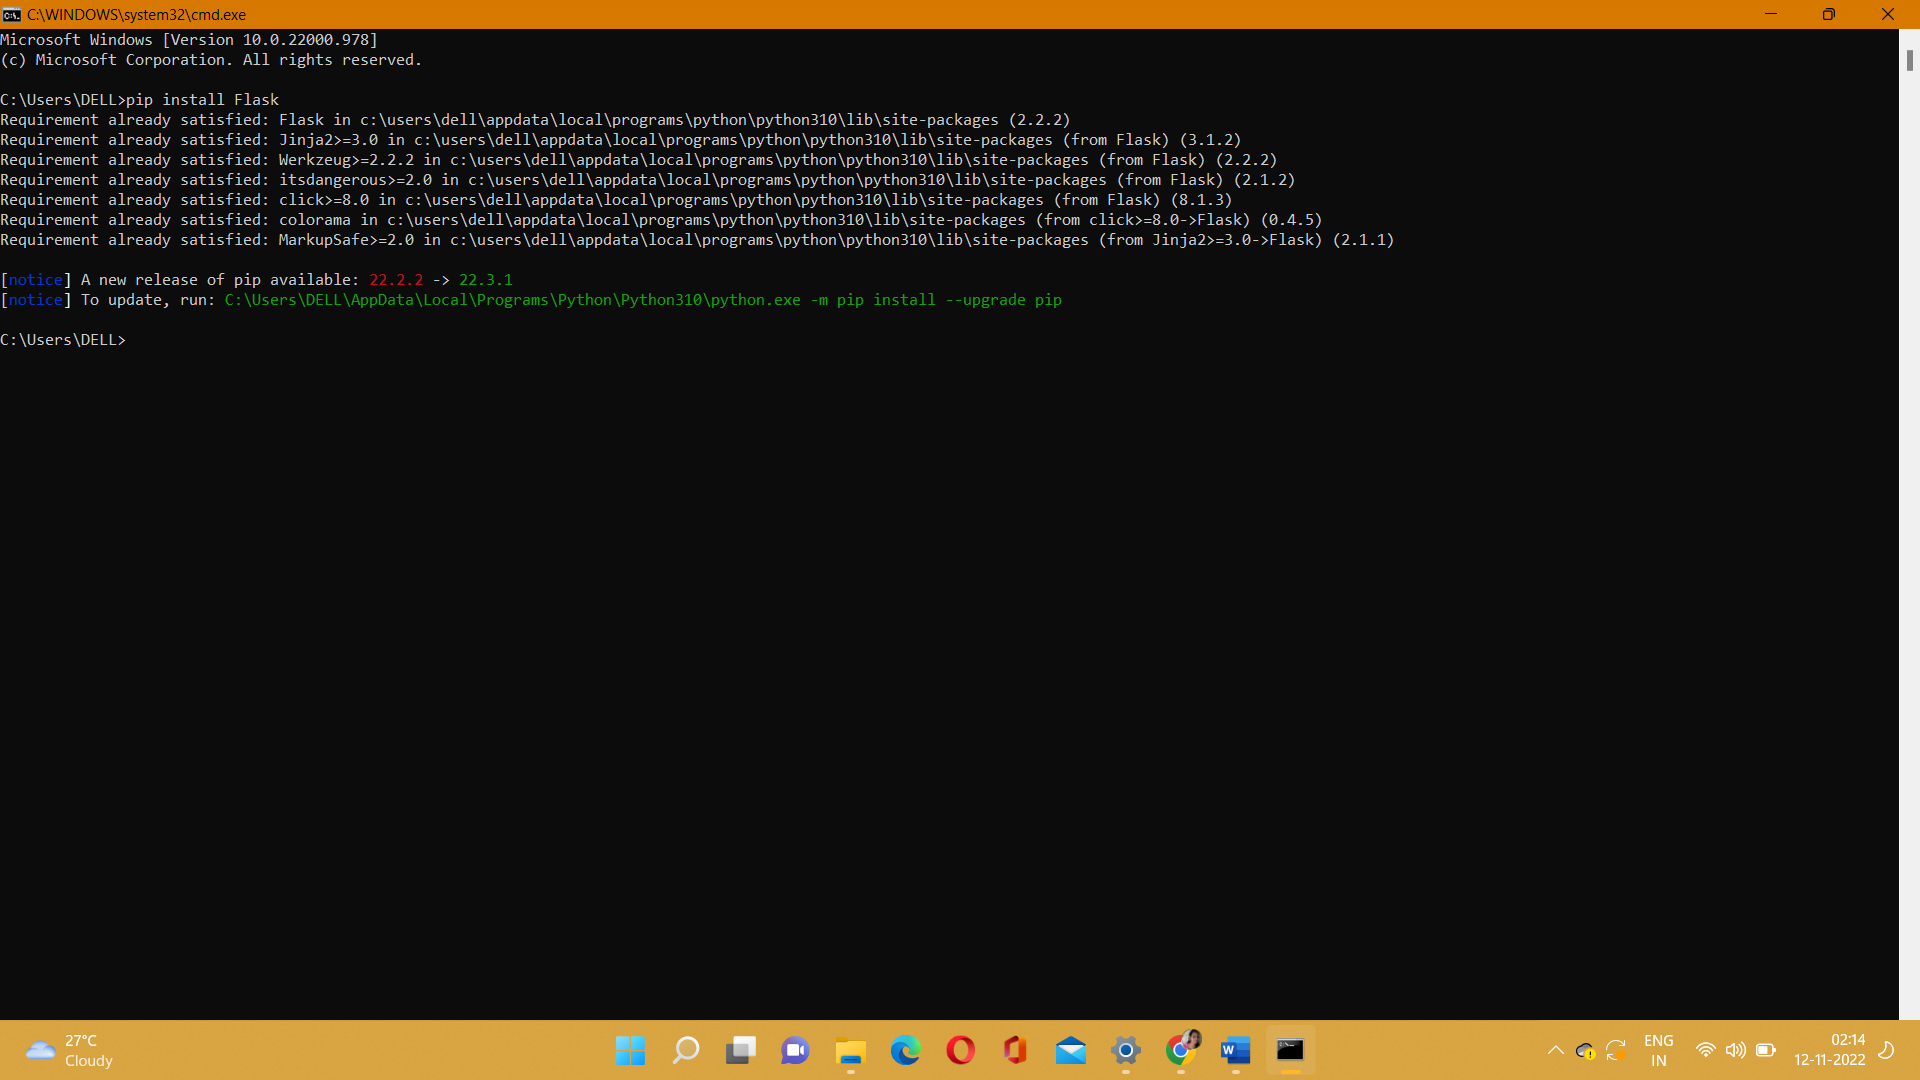 C:\WINDOWS\system32\cmd.exe
Microsoft Windows [Version 10.0.22000.978]
(c) Microsoft Corporation. All rights reserved.
C:\Users\DELL>pip install Flask
Requirement already satisfied: Flask in c:\users\dell\appdata\local\programs\python\python310\lib\site-packages (2.2.2)
Requirement already satisfied: Jinja2>=3.0 in c:\users\dell\appdata\local\programs\python\python310\lib\site-packages (from Flask) (3.1.2)
Requirement already satisfied: Werkzeug>=2.2.2 in c:\users\dell\appdata\local\programs\python\python310\lib\site-packages (from Flask) (2.2.2)
Requirement already satisfied: itsdangerous>=2.0 in c:\users\dell\appdata\local\programs\python\python310\lib\site-packages (from Flask) (2.1.2)
Requirement already satisfied: click>=8.0 in c:\users\dell\appdata\local\programs\python\python310\lib\site-packages (from Flask) (8.1.3)
Requirement already satisfied: colorama in c:\users\dell\appdata\local\programs\python\python310\lib\site-packages (from click>=8.0->Flask) (0.4.5)
Requirement already satisfied: MarkupSafe>=2.0 in c:\users\dell\appdata\local\programs\python\python310\lib\site-packages (from Jinja2>=3.0->Flask) (2.1.1)
[notice] A new release of pip available: 22.2.2 -> 22.3.1
[notice] To update, run: C:\Users\DELL\AppData\Local\Programs\Python\Python310\python.exe -m pip install --upgrade pip
C:\Users\DELL>
27°C
Cloudy
W
ENG
IN
02:14
12-11-2022